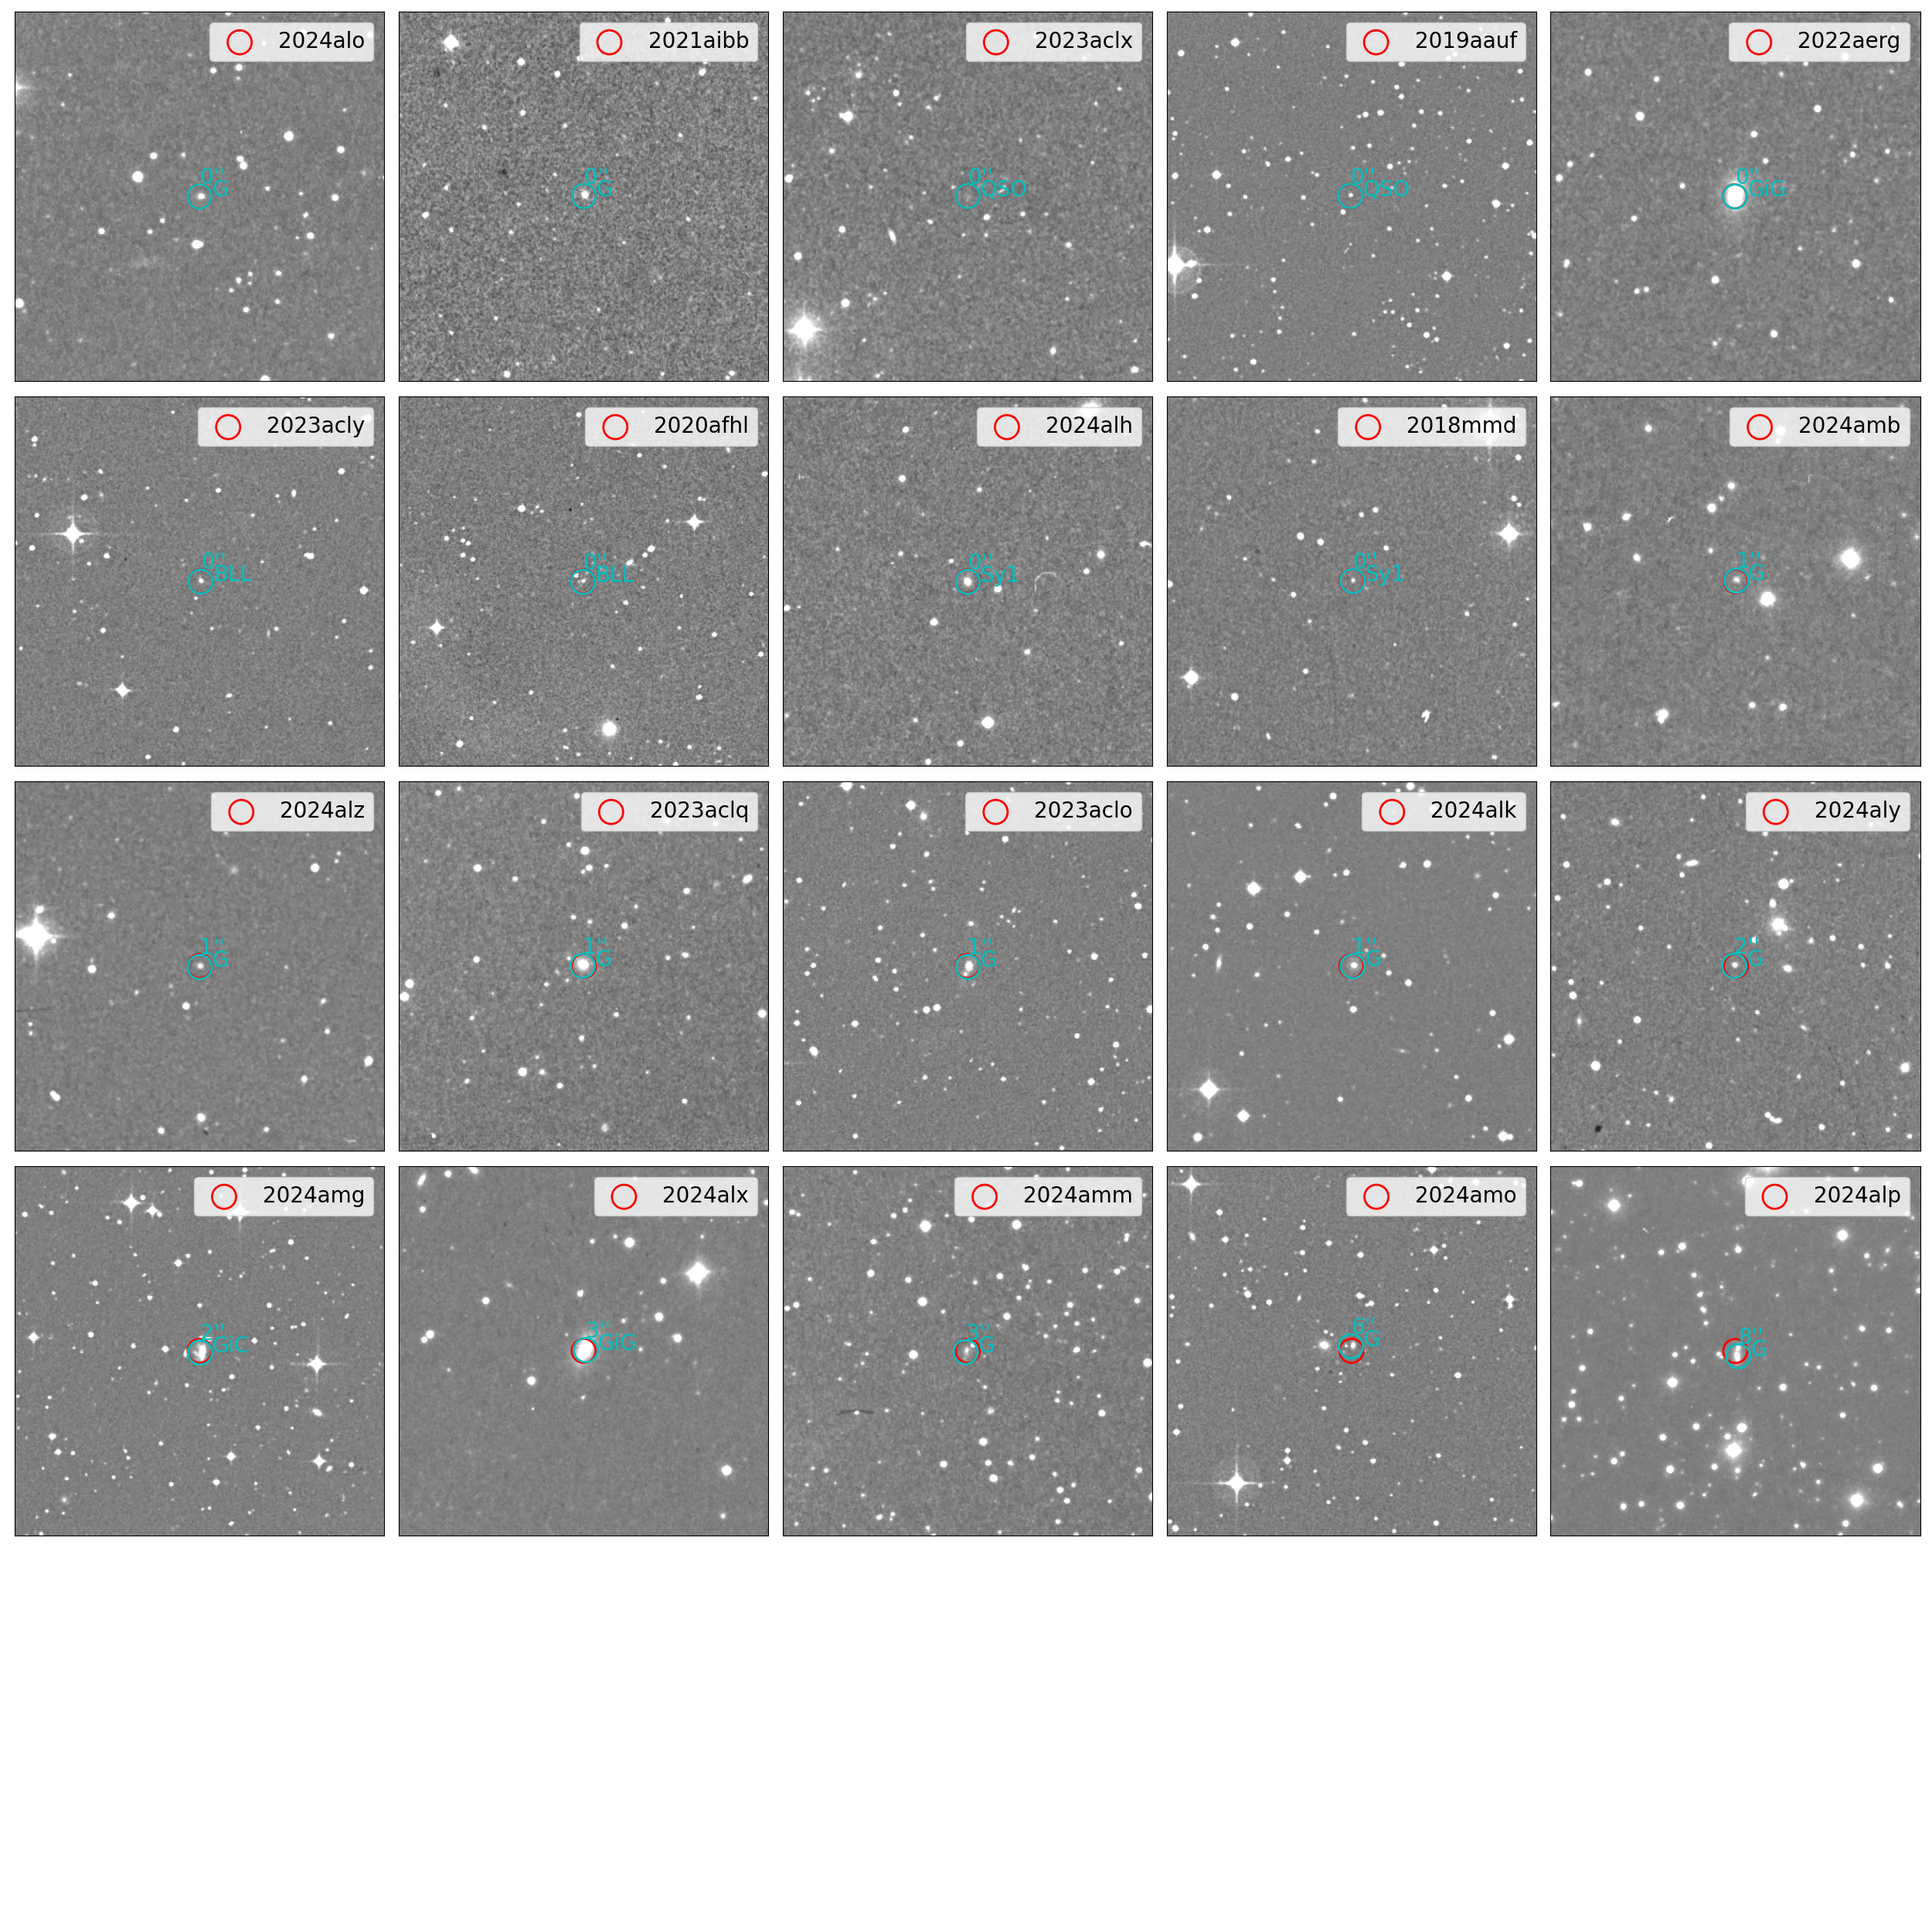 2024alo
0"
G
2021aibb
0"
G
2023aclx
0"
QSO
2019aauf
0"
QSO
2022aerg
0"
GiG
2023acly
0"
BLL
2020afhl
0"
BLL
2024alh
0"
Sy1
2018mmd
0"
Sy1
2024amb
1"
G
2024alz
1"
G
2023aclq
1"
G
2023aclo
1"
G
2024alk
1"
G
2024aly
2"
G
2024amg
2"
GiC
2024alx
3"
GiG
2024amm
3"
G
2024amo
6"
G
2024alp
8"
G